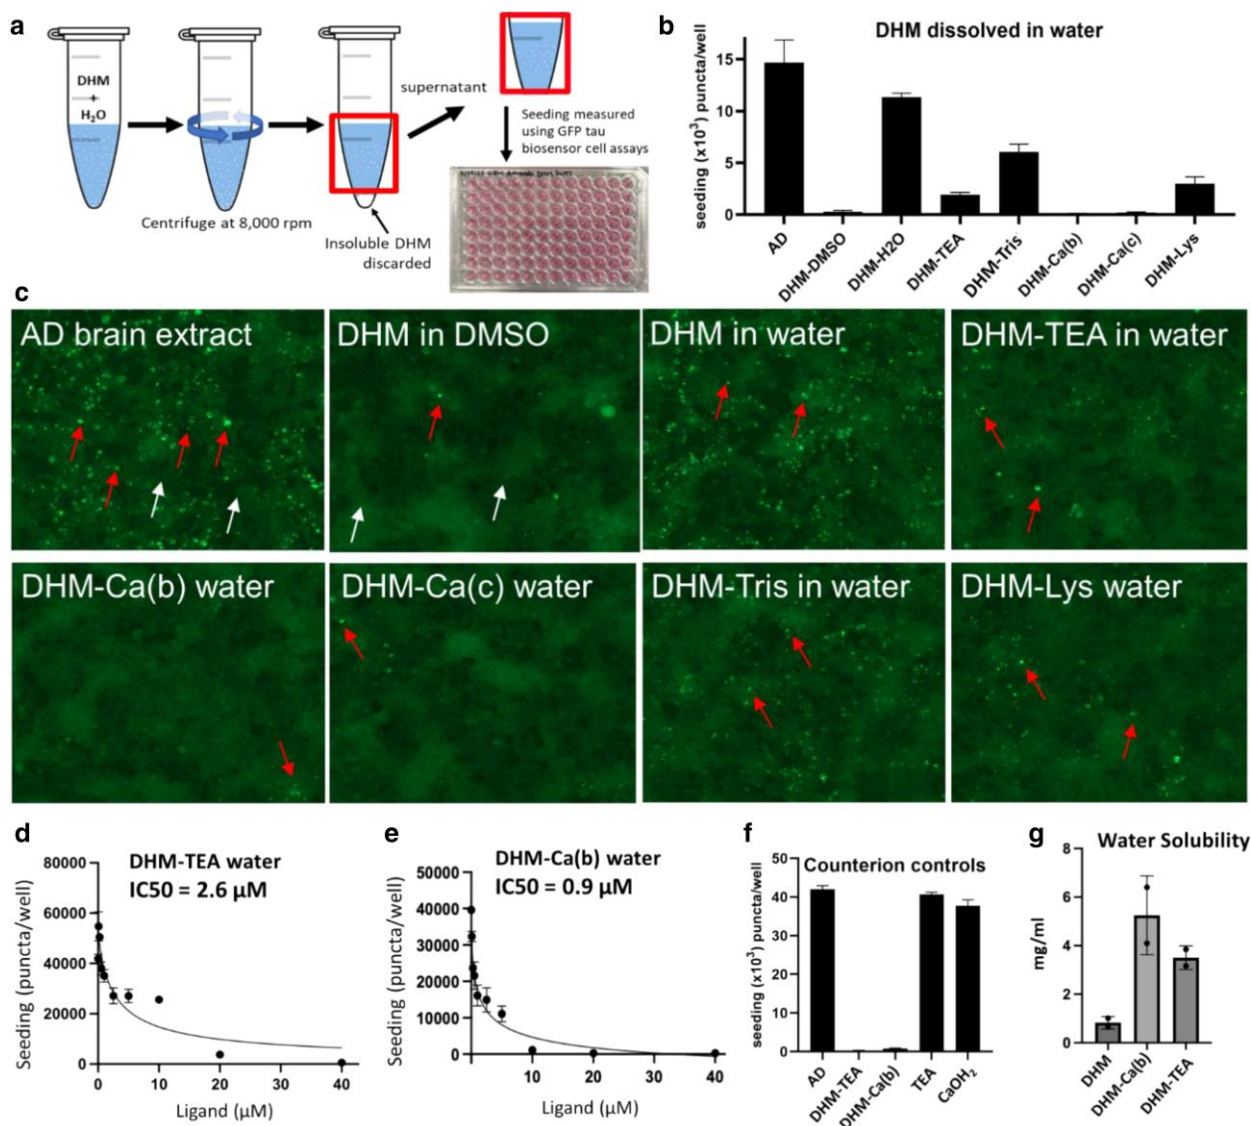 a
DHM
+
H₂O
Centrifuge at 8,000 rpm
Insoluble DHM
discarded
supernatant
Seeding measured
using GFP tau
biosensor cell assays
b
DHM dissolved in water
seeding (x10³) puncta/well
15
10
5
0
AD
DHM-DMSO
DHM-H2O
DHM-TEA
DHM-Tris
DHM-Ca(b)
DHM-Ca(c)
DHM-Lys
c
AD brain extract
DHM in DMSO
DHM in water
DHM-TEA in water
DHM-Ca(b) water
DHM-Ca(c) water
DHM-Tris in water
DHM-Lys water
d
DHM-TEA water
IC50 = 2.6 μM
Seeding (puncta/well)
80000
60000
40000
20000
0
0 10 20 30 40
Ligand (μM)
e
DHM-Ca(b) water
IC50 = 0.9 μM
Seeding (puncta/well)
50000
40000
30000
20000
10000
0
0 10 20 30 40
Ligand (μM)
f
Counterion controls
seeding (x10³) puncta/well
50
40
30
20
10
0
AD
DHM-TEA
DHM-Ca(b)
TEA
CaOH₂
g
Water Solubility
mg/ml
8
6
4
2
0
DHM
DHM-Ca(b)
DHM-TEA